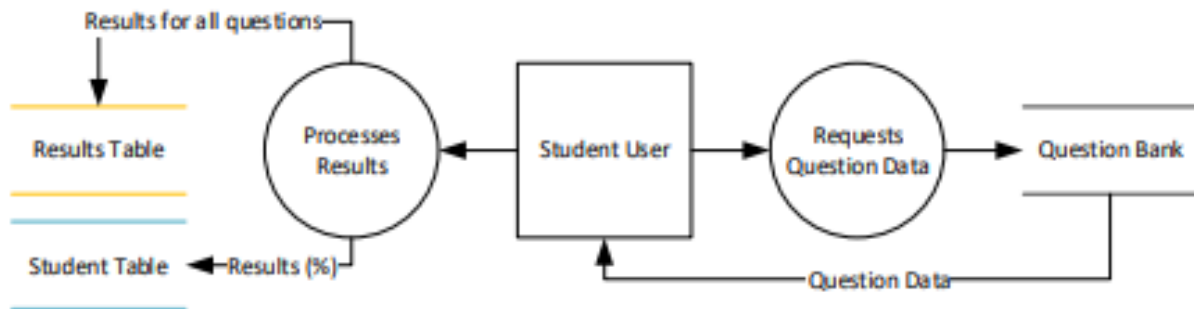 Results for all questions
Results Table
Processes
Results
Student User
Requests
Question Data
Question Bank
Student Table
Results (%)
Question Data